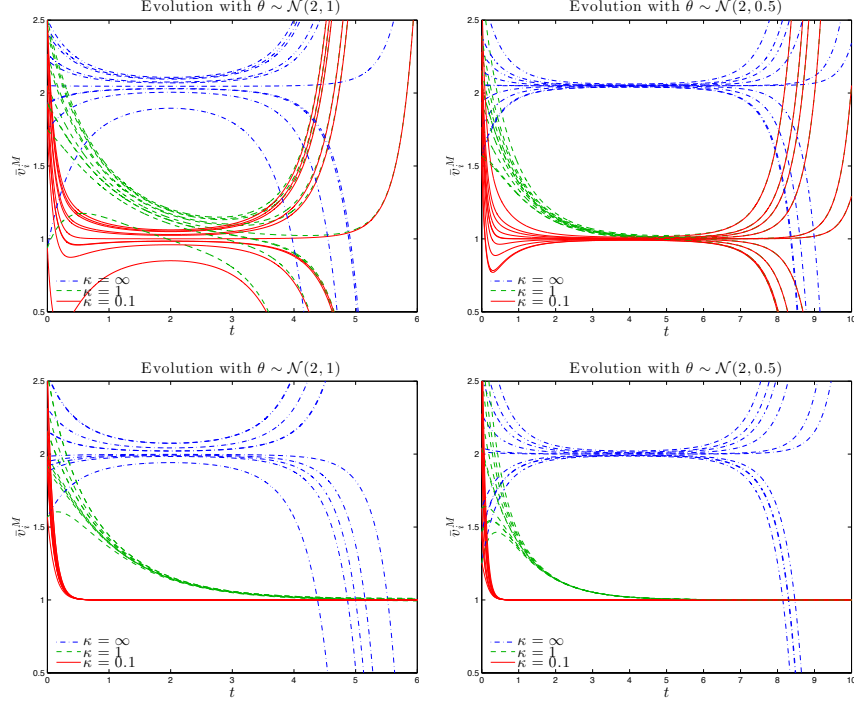 Evolution with θ ∼ N(2, 1)
2.5
2
1.5
1
0.5
v̄_i^M
κ = ∞
κ = 1
κ = 0.1
0 1 2 3 4 5 6
t
Evolution with θ ∼ N(2, 0.5)
2.5
2
1.5
1
0.5
v̄_i^M
κ = ∞
κ = 1
κ = 0.1
0 1 2 3 4 5 6 7 8 9 10
t
Evolution with θ ∼ N(2, 1)
2.5
2
1.5
1
0.5
v̄_i^M
κ = ∞
κ = 1
κ = 0.1
0 1 2 3 4 5 6
t
Evolution with θ ∼ N(2, 0.5)
2.5
2
1.5
1
0.5
v̄_i^M
κ = ∞
κ = 1
κ = 0.1
0 1 2 3 4 5 6 7 8 9 10
t